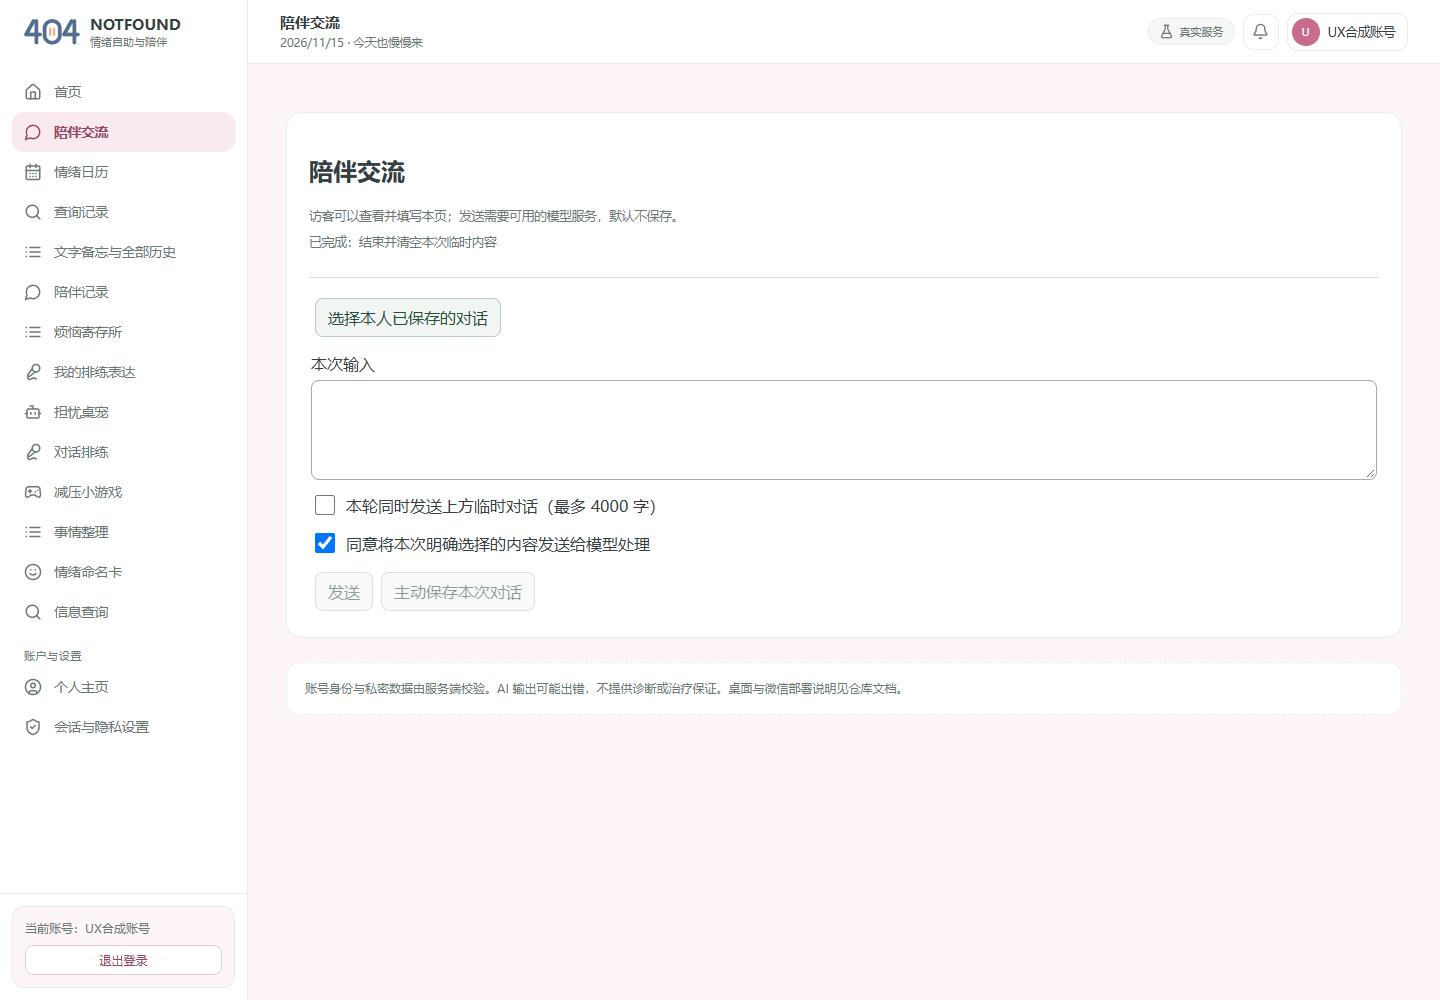 404 NOTFOUND
情绪自助与陪伴
首页
陪伴交流
情绪日历
查询记录
文字备忘与全部历史
陪伴记录
烦恼寄存所
我的排练表达
担忧桌宠
对话排练
减压小游戏
事情整理
情绪命名卡
信息查询
账户与设置
个人主页
会话与隐私设置
当前账号：UX合成账号
退出登录
陪伴交流
2026/11/15 · 今天也慢慢来
真实服务
U UX合成账号
陪伴交流
访客可以查看并填写本页；发送需要可用的模型服务，默认不保存。
已完成：结束并清空本次临时内容
选择本人已保存的对话
本次输入
本轮同时发送上方临时对话（最多 4000 字）
同意将本次明确选择的内容发送给模型处理
发送 主动保存本次对话
账号身份与私密数据由服务端校验。AI 输出可能出错，不提供诊断或治疗保证。桌面与微信部署说明见仓库文档。